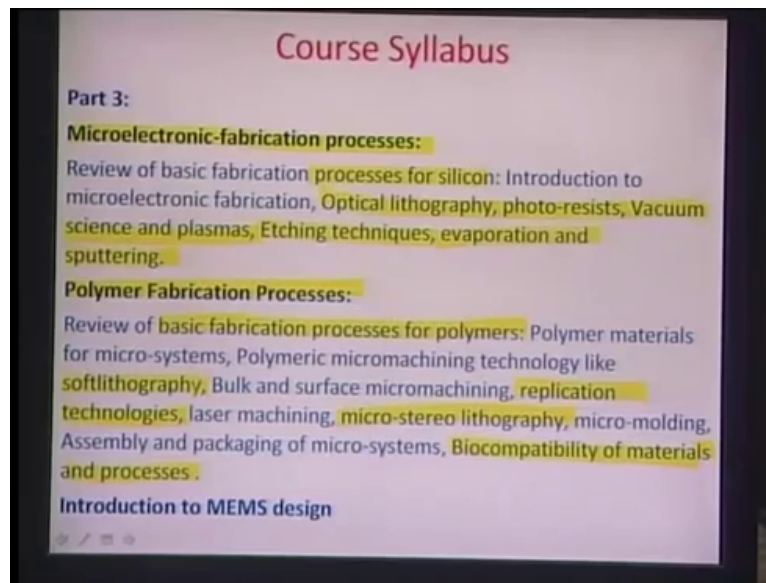 Course Syllabus
Part 3:
Microelectronic-fabrication processes:
Review of basic fabrication processes for silicon: Introduction to
microelectronic fabrication, Optical lithography, photo-resists, Vacuum
science and plasmas, Etching techniques, evaporation and
sputtering.
Polymer Fabrication Processes:
Review of basic fabrication processes for polymers: Polymer materials
for micro-systems, Polymeric micromachining technology like
softlithography, Bulk and surface micromachining, replication
technologies, laser machining, micro-stereo lithography, micro-molding,
Assembly and packaging of micro-systems, Biocompatibility of materials
and processes .
Introduction to MEMS design